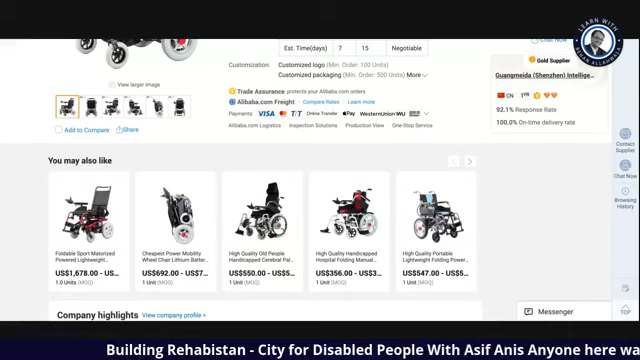 LEARN WITH
REHAN ALLAHWALA
Est. Time(days) 7 15 Negotiable
Chat Now
Customization: Customized logo (Min. Order: 100 Units)
Customized packaging (Min. Order: 500 Units) More
Gold Supplier
Guangmeida (Shenzhen) Intellige...
CN 1YR
92.1% Response Rate
100.0% On-time delivery rate
View larger image
Trade Assurance protects your Alibaba.com orders
Alibaba.com Freight Compare Rates Learn more
Payments: VISA T/T Online Transfer Pay WesternUnion WU
Alibaba.com Logistics Inspection Solutions Production View One-Stop Service
Add to Compare Share
Contact Supplier
Chat Now
Browsing History
You may also like
Foldable Sport Motorized Powered Lightweight...
US$1,678.00 - US...
1.0 Units (MOQ)
Cheapest Power Mobility Wheel Chair Lithium Batter...
US$692.00 - US$7...
1 Unit (MOQ)
High Quality Old People Handicapped Cerebral Pal...
US$550.00 - US$5...
1 Unit (MOQ)
High Quality Handicapped Hospital Folding Manual...
US$356.00 - US$3...
1 Unit (MOQ)
High Quality Portable Lightweight Folding Power...
US$547.00 - US$5...
1 Unit (MOQ)
Company highlights View company profile >
Messenger
TOP
Building Rehabistan - City for Disabled People With Asif Anis Anyone here wa